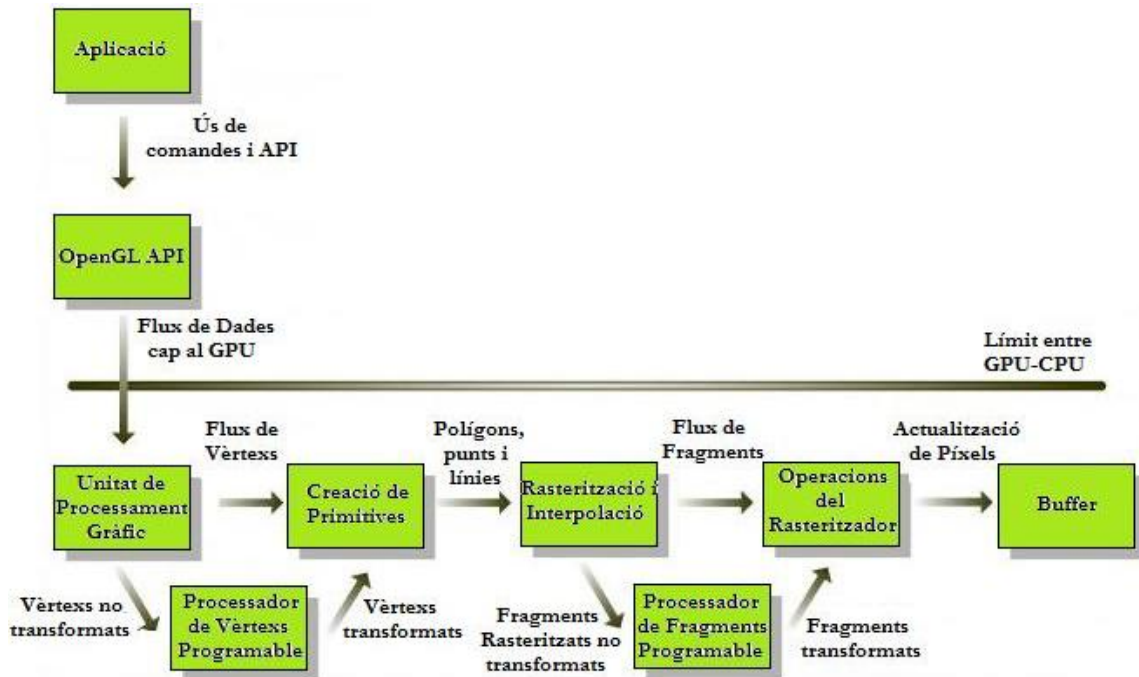 Aplicació
Ús de
comandes i API
OpenGL API
Flux de Dades
cap al GPU
Límit entre
GPU-CPU
Flux de
Vèrtexs
Polígons,
punts i
línies
Flux de
Fragments
Actualització
de Píxels
Unitat de
Processament
Gràfic
Creació de
Primitives
Rasterització i
Interpolació
Operacions
del
Rasteritzador
Buffer
Vèrtexs no
transformats
Processador
de Vèrtexs
Programable
Vèrtexs
transformats
Fragments
Rasteritzats no
transformats
Processador
de Fragments
Programable
Fragments
transformats